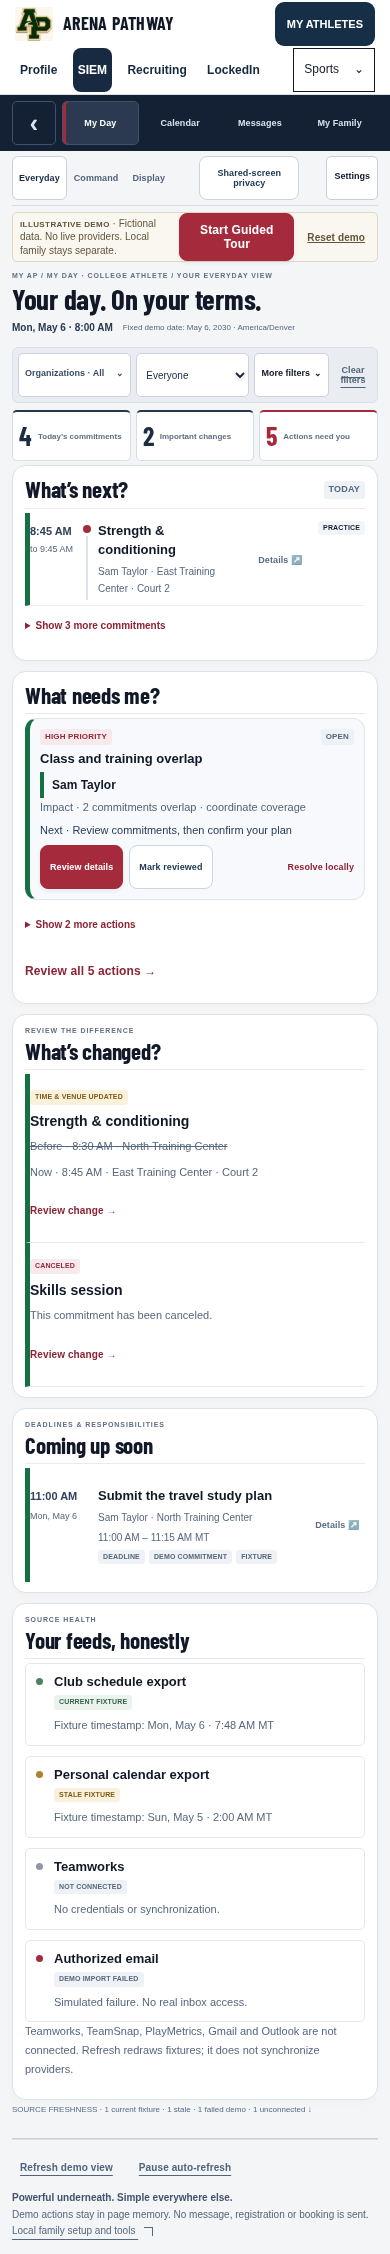 AP ARENA PATHWAY
MY ATHLETES
Profile SIEM Recruiting LockedIn Sports
‹ My Day Calendar Messages My Family
Everyday Command Display Shared-screen privacy Settings
ILLUSTRATIVE DEMO · Fictional data. No live providers. Local family stays separate.
Start Guided Tour
Reset demo
MY AP / MY DAY · COLLEGE ATHLETE / YOUR EVERYDAY VIEW
Your day. On your terms.
Mon, May 6 · 8:00 AM Fixed demo date: May 6, 2030 · America/Denver
Organizations · All Everyone More filters Clear filters
4 Today's commitments 2 Important changes 5 Actions need you
What's next? TODAY
8:45 AM Strength & conditioning PRACTICE
to 9:45 AM
Sam Taylor · East Training Center · Court 2
Details ↗
▶ Show 3 more commitments
What needs me?
HIGH PRIORITY OPEN
Class and training overlap
Sam Taylor
Impact · 2 commitments overlap · coordinate coverage
Next · Review commitments, then confirm your plan
Review details Mark reviewed Resolve locally
▶ Show 2 more actions
Review all 5 actions →
REVIEW THE DIFFERENCE
What's changed?
TIME & VENUE UPDATED
Strength & conditioning
Before · 8:30 AM · North Training Center
Now · 8:45 AM · East Training Center · Court 2
Review change →
CANCELED
Skills session
This commitment has been canceled.
Review change →
DEADLINES & RESPONSIBILITIES
Coming up soon
11:00 AM Submit the travel study plan
Mon, May 6 Sam Taylor · North Training Center
Details ↗
11:00 AM – 11:15 AM MT
DEADLINE DEMO COMMITMENT FIXTURE
SOURCE HEALTH
Your feeds, honestly
Club schedule export
CURRENT FIXTURE
Fixture timestamp: Mon, May 6 · 7:48 AM MT
Personal calendar export
STALE FIXTURE
Fixture timestamp: Sun, May 5 · 2:00 AM MT
Teamworks
NOT CONNECTED
No credentials or synchronization.
Authorized email
DEMO IMPORT FAILED
Simulated failure. No real inbox access.
Teamworks, TeamSnap, PlayMetrics, Gmail and Outlook are not
connected. Refresh redraws fixtures; it does not synchronize
providers.
SOURCE FRESHNESS · 1 current fixture · 1 stale · 1 failed demo · 1 unconnected ↓
Refresh demo view Pause auto-refresh
Powerful underneath. Simple everywhere else.
Demo actions stay in page memory. No message, registration or booking is sent.
Local family setup and tools